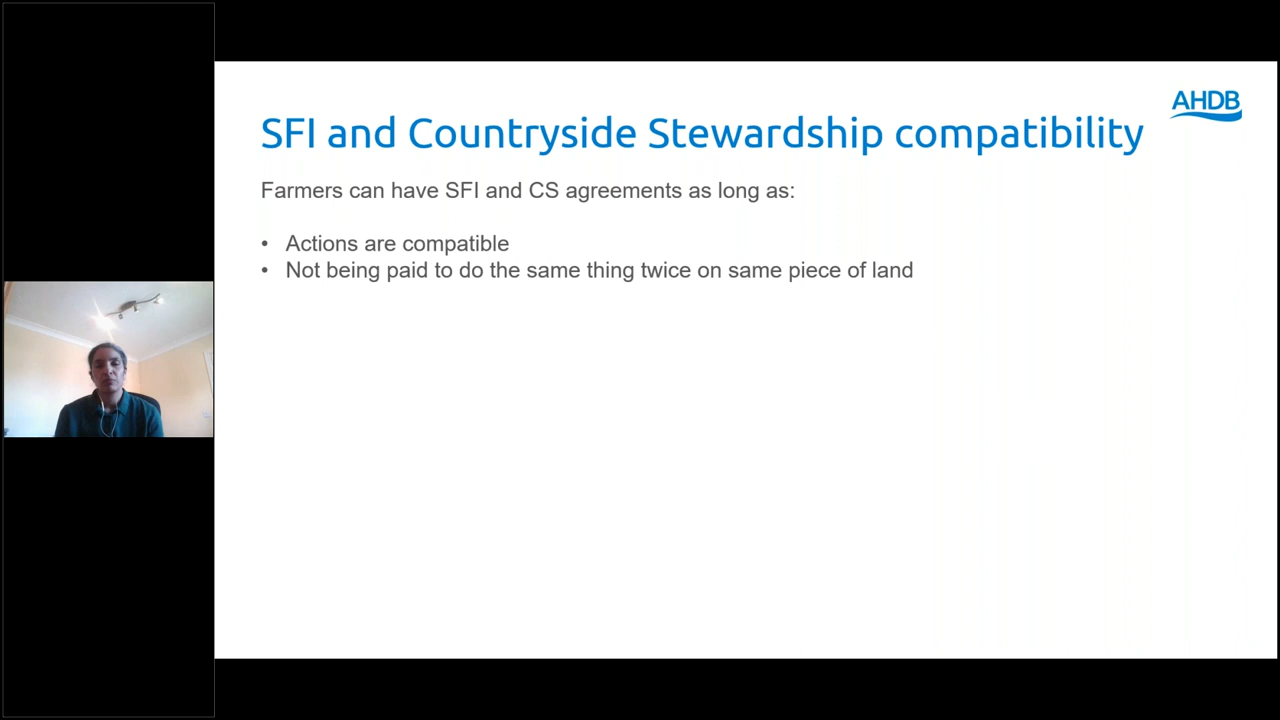 AHDB
SFI and Countryside Stewardship compatibility
Farmers can have SFI and CS agreements as long as:
• Actions are compatible
• Not being paid to do the same thing twice on same piece of land